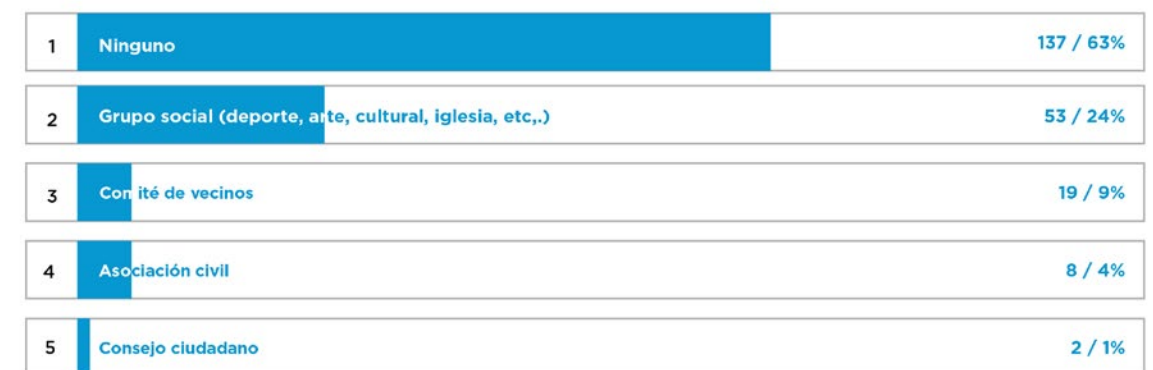 1 Ninguno 137 / 63%
2 Grupo social (deporte, arte, cultural, iglesia, etc,.) 53 / 24%
3 Comité de vecinos 19 / 9%
4 Asociación civil 8 / 4%
5 Consejo ciudadano 2 / 1%